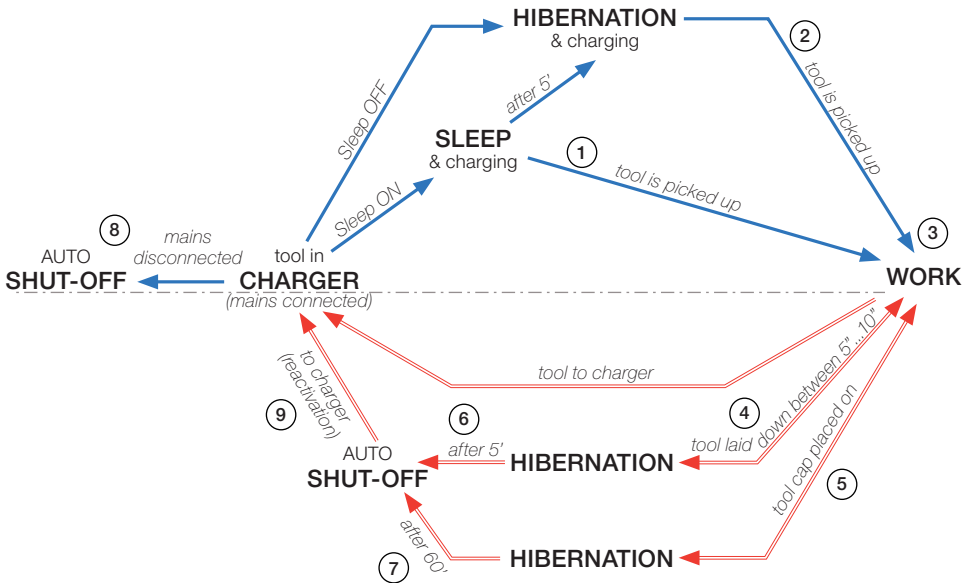 HIBERNATION
& charging
2
tool is picked up
Sleep OFF
after 5'
SLEEP
& charging
1
tool is picked up
Sleep ON
8
AUTO
SHUT-OFF
mains
disconnected
tool in
CHARGER
(mains connected)
3
WORK
tool to charger
to charger
(reactivation)
9
4
tool laid down between 5"...10"
6
after 5'
HIBERNATION
AUTO
SHUT-OFF
tool cap placed on
5
7
after 60'
HIBERNATION